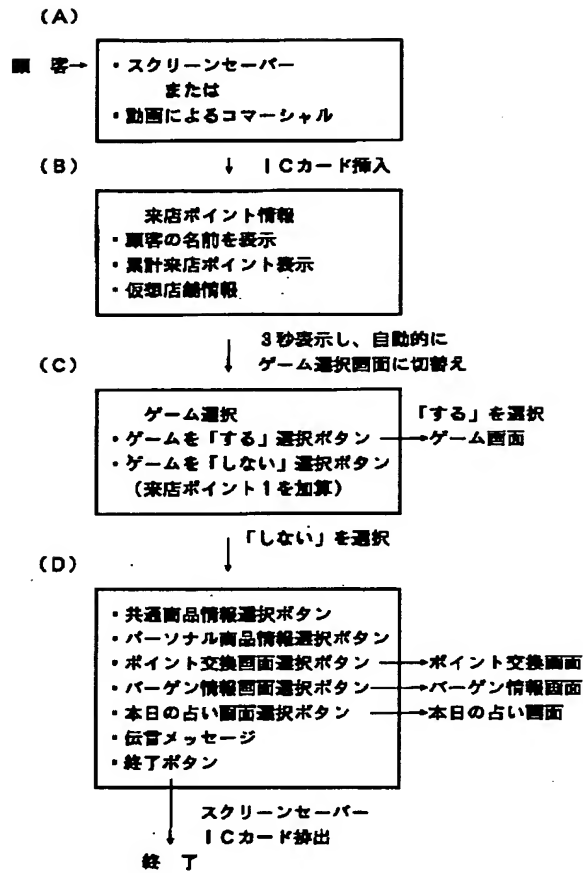 (A)
顧 客→
・スクリーンセーバー
または
・動画によるコマーシャル
(B)
↓ ICカード挿入
来店ポイント情報
・顧客の名前を表示
・累計来店ポイント表示
・仮想店舗情報
3秒表示し、自動的に
↓ ゲーム選択画面に切替え
(C)
ゲーム選択
「する」を選択
・ゲームを「する」選択ボタン→ゲーム画面
・ゲームを「しない」選択ボタン
(来店ポイント1を加算)
↓「しない」を選択
(D)
・共通商品情報選択ボタン
・パーソナル商品情報選択ボタン
・ポイント交換画面選択ボタン→ポイント交換画面
・バーゲン情報画面選択ボタン→バーゲン情報画面
・本日の占い画面選択ボタン→本日の占い画面
・伝言メッセージ
・終了ボタン
スクリーンセーバー
↓ ICカード排出
終 了